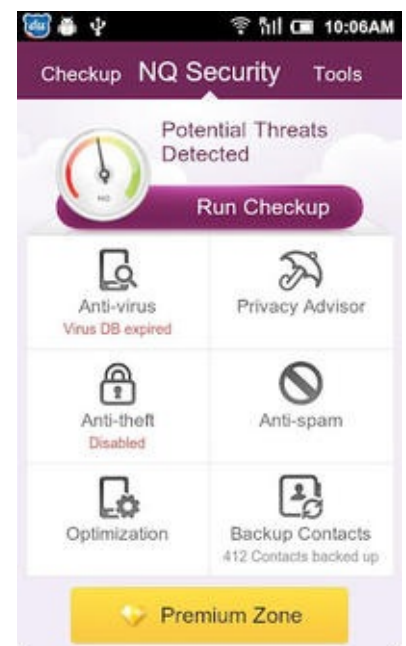 10:06AM
Checkup NQ Security Tools
Potential Threats
Detected
NQ
Run Checkup
Anti-virus
Virus DB expired
Privacy Advisor
Anti-theft
Disabled
Anti-spam
Optimization
Backup Contacts
412 Contacts backed up
Premium Zone